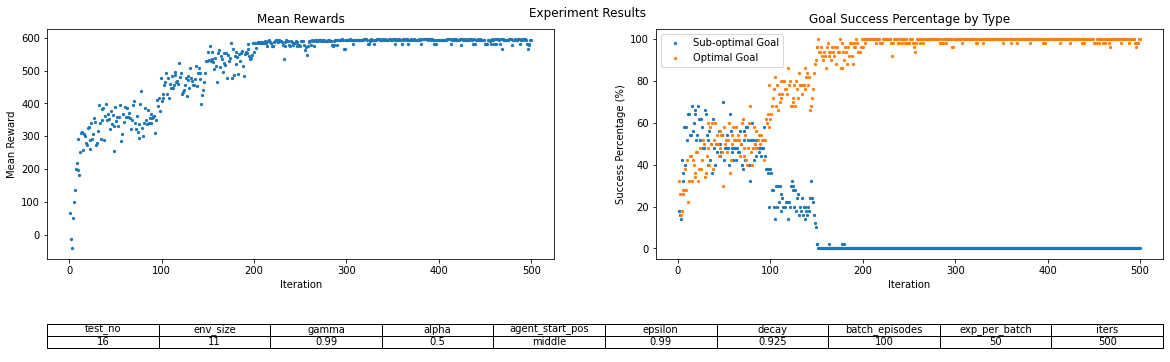 Experiment Results
Mean Rewards
Mean Reward
600
500
400
300
200
100
0
0 100 200 300 400 500
Iteration
Goal Success Percentage by Type
Sub-optimal Goal
Optimal Goal
Success Percentage (%)
100
80
60
40
20
0
0 100 200 300 400 500
Iteration
test_no env_size gamma alpha agent_start_pos epsilon decay batch_episodes exp_per_batch iters
16 11 0.99 0.5 middle 0.99 0.925 100 50 500